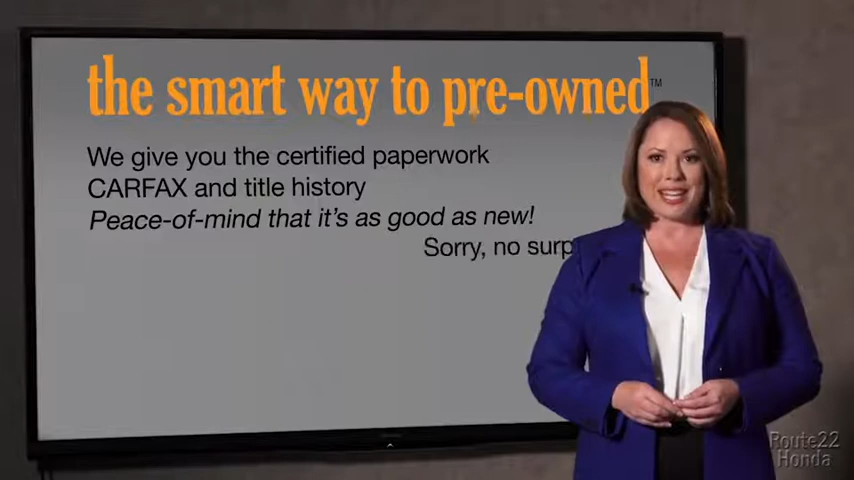 the smart way to pre-owned™
We give you the certified paperwork
CARFAX and title history
Peace-of-mind that it's as good as new!
Sorry, no surp
Route22
Honda